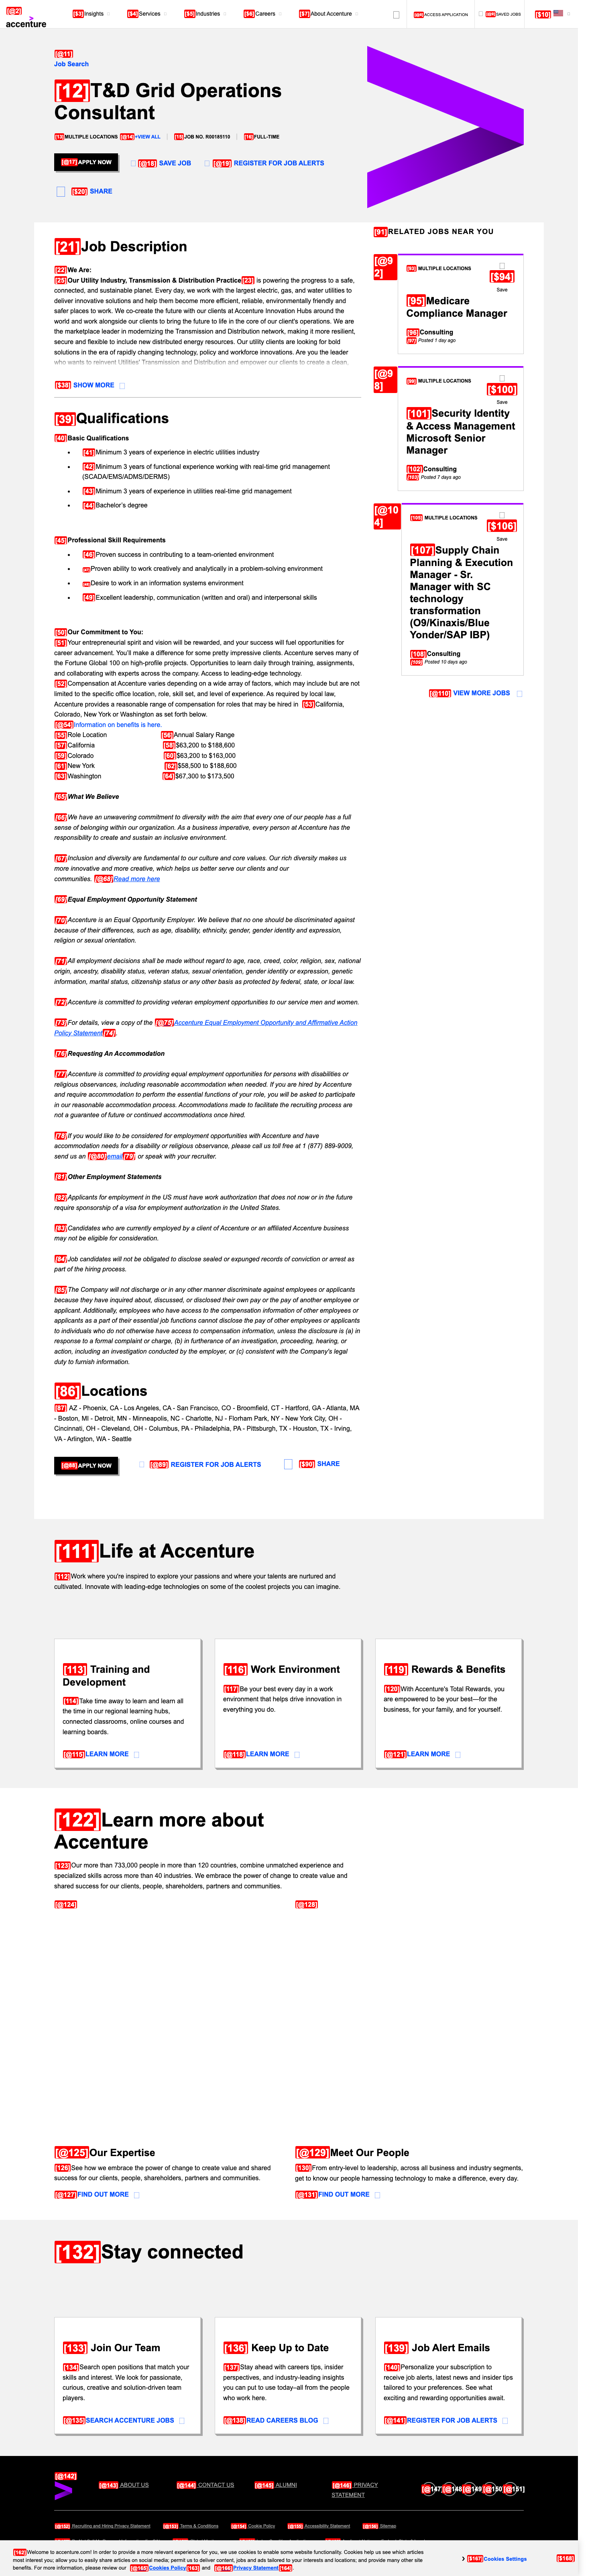 [@2]
accenture
[$3]Insights
[$4]Services
[$5]Industries
[$6]Careers
[$7]About Accenture
[@8]ACCESS APPLICATION
[@9] SAVED JOBS
[$10]
[@11]
Job Search
[12]T&D Grid Operations
Consultant
[13]MULTIPLE LOCATIONS [@14]+VIEW ALL
[15]JOB NO. R00185110
[16]FULL-TIME
[@17]APPLY NOW
[@18] SAVE JOB
[@19] REGISTER FOR JOB ALERTS
[$20] SHARE
[21]Job Description
[22]We Are:
[25]Our Utility Industry, Transmission & Distribution Practice[23] is powering the progress to a safe,
connected, and sustainable planet. Every day, we work with the largest electric, gas, and water utilities to
deliver innovative solutions and help them become more efficient, reliable, environmentally friendly and
safer places to work. We co-create the future with our clients at Accenture Innovation Hubs around the
world and work alongside our clients to bring the future to life in the core of our client's operations. We are
the marketplace leader in modernizing the Transmission and Distribution network, making it more resilient,
secure and flexible to include new distributed energy resources. Our utility clients are looking for bold
solutions in the era of rapidly changing technology, policy and workforce innovations. Are you the leader
who wants to reinvent Utilities' Transmission and Distribution and empower our clients to create a clean,
[$38] SHOW MORE
[39]Qualifications
[40]Basic Qualifications
[41]Minimum 3 years of experience in electric utilities industry
[42]Minimum 3 years of functional experience working with real-time grid management
(SCADA/EMS/ADMS/DERMS)
[43]Minimum 3 years of experience in utilities real-time grid management
[44]Bachelor's degree
[45]Professional Skill Requirements
[46]Proven success in contributing to a team-oriented environment
[47]Proven ability to work creatively and analytically in a problem-solving environment
[48]Desire to work in an information systems environment
[49]Excellent leadership, communication (written and oral) and interpersonal skills
[50]Our Commitment to You:
[51]Your entrepreneurial spirit and vision will be rewarded, and your success will fuel opportunities for
career advancement. You'll make a difference for some pretty impressive clients. Accenture serves many of
the Fortune Global 100 on high-profile projects. Opportunities to learn daily through training, assignments,
and collaborating with experts across the company. Access to leading-edge technology.
[52]Compensation at Accenture varies depending on a wide array of factors, which may include but are not
limited to the specific office location, role, skill set, and level of experience. As required by local law,
Accenture provides a reasonable range of compensation for roles that may be hired in [53]California,
Colorado, New York or Washington as set forth below.
[@54]Information on benefits is here.
[55]Role Location [56]Annual Salary Range
[57]California [58]$63,200 to $188,600
[59]Colorado [60]$63,200 to $163,000
[61]New York [62]$58,500 to $188,600
[63]Washington [64]$67,300 to $173,500
[65]What We Believe
[66]We have an unwavering commitment to diversity with the aim that every one of our people has a full
sense of belonging within our organization. As a business imperative, every person at Accenture has the
responsibility to create and sustain an inclusive environment.
[67]Inclusion and diversity are fundamental to our culture and core values. Our rich diversity makes us
more innovative and more creative, which helps us better serve our clients and our
communities. [@68]Read more here
[69]Equal Employment Opportunity Statement
[70]Accenture is an Equal Opportunity Employer. We believe that no one should be discriminated against
because of their differences, such as age, disability, ethnicity, gender, gender identity and expression,
religion or sexual orientation.
[71]All employment decisions shall be made without regard to age, race, creed, color, religion, sex, national
origin, ancestry, disability status, veteran status, sexual orientation, gender identity or expression, genetic
information, marital status, citizenship status or any other basis as protected by federal, state, or local law.
[72]Accenture is committed to providing veteran employment opportunities to our service men and women.
[73]For details, view a copy of the [@75]Accenture Equal Employment Opportunity and Affirmative Action
Policy Statement[74].
[76]Requesting An Accommodation
[77]Accenture is committed to providing equal employment opportunities for persons with disabilities or
religious observances, including reasonable accommodation when needed. If you are hired by Accenture
and require accommodation to perform the essential functions of your role, you will be asked to participate
in our reasonable accommodation process. Accommodations made to facilitate the recruiting process are
not a guarantee of future or continued accommodations once hired.
[78]If you would like to be considered for employment opportunities with Accenture and have
accommodation needs for a disability or religious observance, please call us toll free at 1 (877) 889-9009,
send us an [@80]email[79] or speak with your recruiter.
[81]Other Employment Statements
[82]Applicants for employment in the US must have work authorization that does not now or in the future
require sponsorship of a visa for employment authorization in the United States.
[83]Candidates who are currently employed by a client of Accenture or an affiliated Accenture business
may not be eligible for consideration.
[84]Job candidates will not be obligated to disclose sealed or expunged records of conviction or arrest as
part of the hiring process.
[85]The Company will not discharge or in any other manner discriminate against employees or applicants
because they have inquired about, discussed, or disclosed their own pay or the pay of another employee or
applicant. Additionally, employees who have access to the compensation information of other employees or
applicants as a part of their essential job functions cannot disclose the pay of other employees or applicants
to individuals who do not otherwise have access to compensation information, unless the disclosure is (a) in
response to a formal complaint or charge, (b) in furtherance of an investigation, proceeding, hearing, or
action, including an investigation conducted by the employer, or (c) consistent with the Company's legal
duty to furnish information.
[86]Locations
[87] AZ - Phoenix, CA - Los Angeles, CA - San Francisco, CO - Broomfield, CT - Hartford, GA - Atlanta, MA
- Boston, MI - Detroit, MN - Minneapolis, NC - Charlotte, NJ - Florham Park, NY - New York City, OH -
Cincinnati, OH - Cleveland, OH - Columbus, PA - Philadelphia, PA - Pittsburgh, TX - Houston, TX - Irving,
VA - Arlington, WA - Seattle
[@88]APPLY NOW
[@89] REGISTER FOR JOB ALERTS
[$90] SHARE
[91]RELATED JOBS NEAR YOU
[@9
2]
[93] MULTIPLE LOCATIONS
[$94]
Save
[95]Medicare
Compliance Manager
[96]Consulting
[97] Posted 1 day ago
[@9
8]
[99] MULTIPLE LOCATIONS
[$100]
Save
[101]Security Identity
& Access Management
Microsoft Senior
Manager
[102]Consulting
[103] Posted 7 days ago
[@10
4]
[105] MULTIPLE LOCATIONS
[$106]
Save
[107]Supply Chain
Planning & Execution
Manager - Sr.
Manager with SC
technology
transformation
(O9/Kinaxis/Blue
Yonder/SAP IBP)
[108]Consulting
[109] Posted 10 days ago
[@110] VIEW MORE JOBS
[111]Life at Accenture
[112]Work where you're inspired to explore your passions and where your talents are nurtured and
cultivated. Innovate with leading-edge technologies on some of the coolest projects you can imagine.
[113] Training and
Development
[114]Take time away to learn and learn all
the time in our regional learning hubs,
connected classrooms, online courses and
learning boards.
[@115]LEARN MORE
[116] Work Environment
[117]Be your best every day in a work
environment that helps drive innovation in
everything you do.
[@118]LEARN MORE
[119] Rewards & Benefits
[120]With Accenture's Total Rewards, you
are empowered to be your best—for the
business, for your family, and for yourself.
[@121]LEARN MORE
[122]Learn more about
Accenture
[123]Our more than 733,000 people in more than 120 countries, combine unmatched experience and
specialized skills across more than 40 industries. We embrace the power of change to create value and
shared success for our clients, people, shareholders, partners and communities.
[@124]
[@128]
[@125]Our Expertise
[126]See how we embrace the power of change to create value and shared
success for our clients, people, shareholders, partners and communities.
[@127]FIND OUT MORE
[@129]Meet Our People
[130]From entry-level to leadership, across all business and industry segments,
get to know our people harnessing technology to make a difference, every day.
[@131]FIND OUT MORE
[132]Stay connected
[133] Join Our Team
[134]Search open positions that match your
skills and interest. We look for passionate,
curious, creative and solution-driven team
players.
[@135]SEARCH ACCENTURE JOBS
[136] Keep Up to Date
[137]Stay ahead with careers tips, insider
perspectives, and industry-leading insights
you can put to use today–all from the people
who work here.
[@138]READ CAREERS BLOG
[139] Job Alert Emails
[140]Personalize your subscription to
receive job alerts, latest news and insider tips
tailored to your preferences. See what
exciting and rewarding opportunities await.
[@141]REGISTER FOR JOB ALERTS
[@142]
[@143] ABOUT US
[@144] CONTACT US
[@145] ALUMNI
[@146] PRIVACY
STATEMENT
[@147
[@148
[@149
[@150
[@151]
[@152] Recruiting and Hiring Privacy Statement
[@153] Terms & Conditions
[@154] Cookie Policy
[@155] Accessibility Statement
[@156] Sitemap
[162]Welcome to accenture.com! In order to provide a more relevant experience for you, we use cookies to enable some website functionality. Cookies help us see which articles
most interest you; allow you to easily share articles on social media; permit us to deliver content, jobs and ads tailored to your interests and locations; and provide many other site
benefits. For more information, please review our [@165]Cookies Policy[163] and [@166]Privacy Statement[164]
[$167]Cookies Settings
[$168]